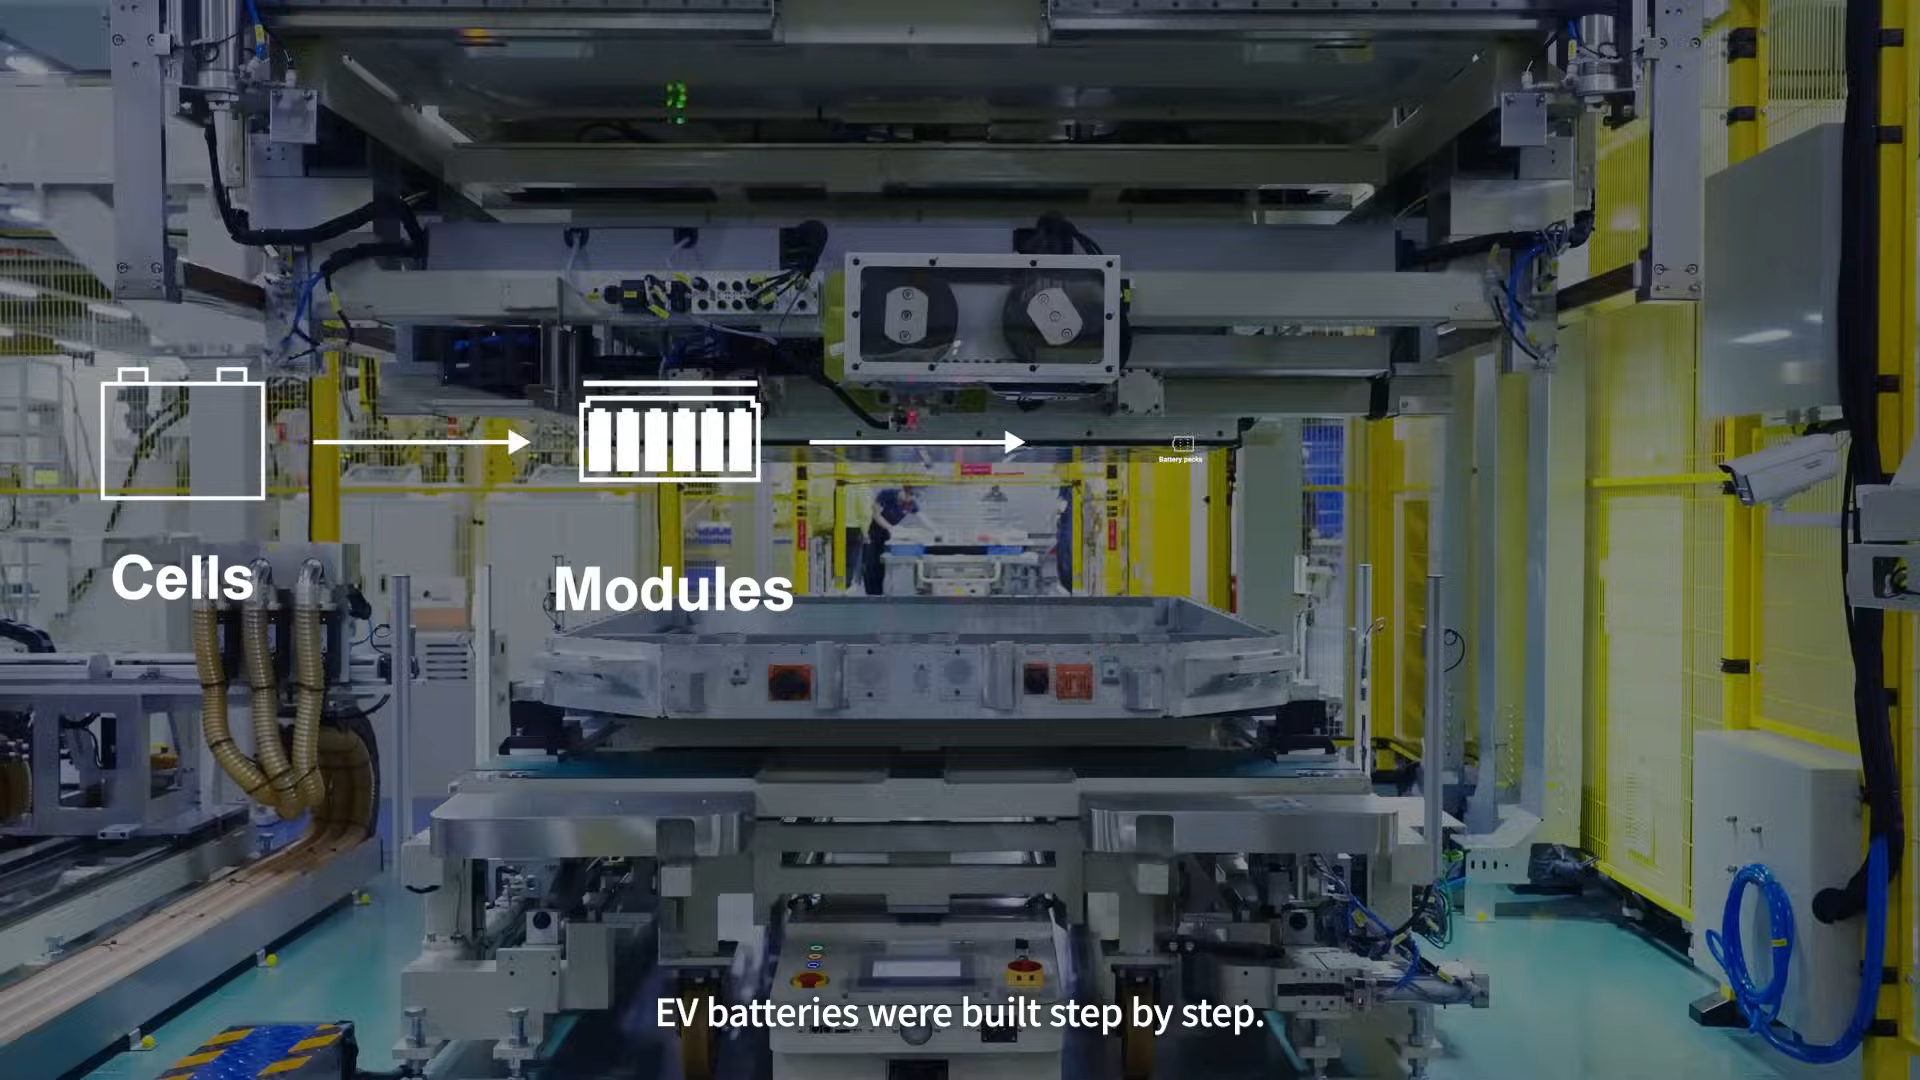 Cells
Modules
Battery packs
EV batteries were built step by step.